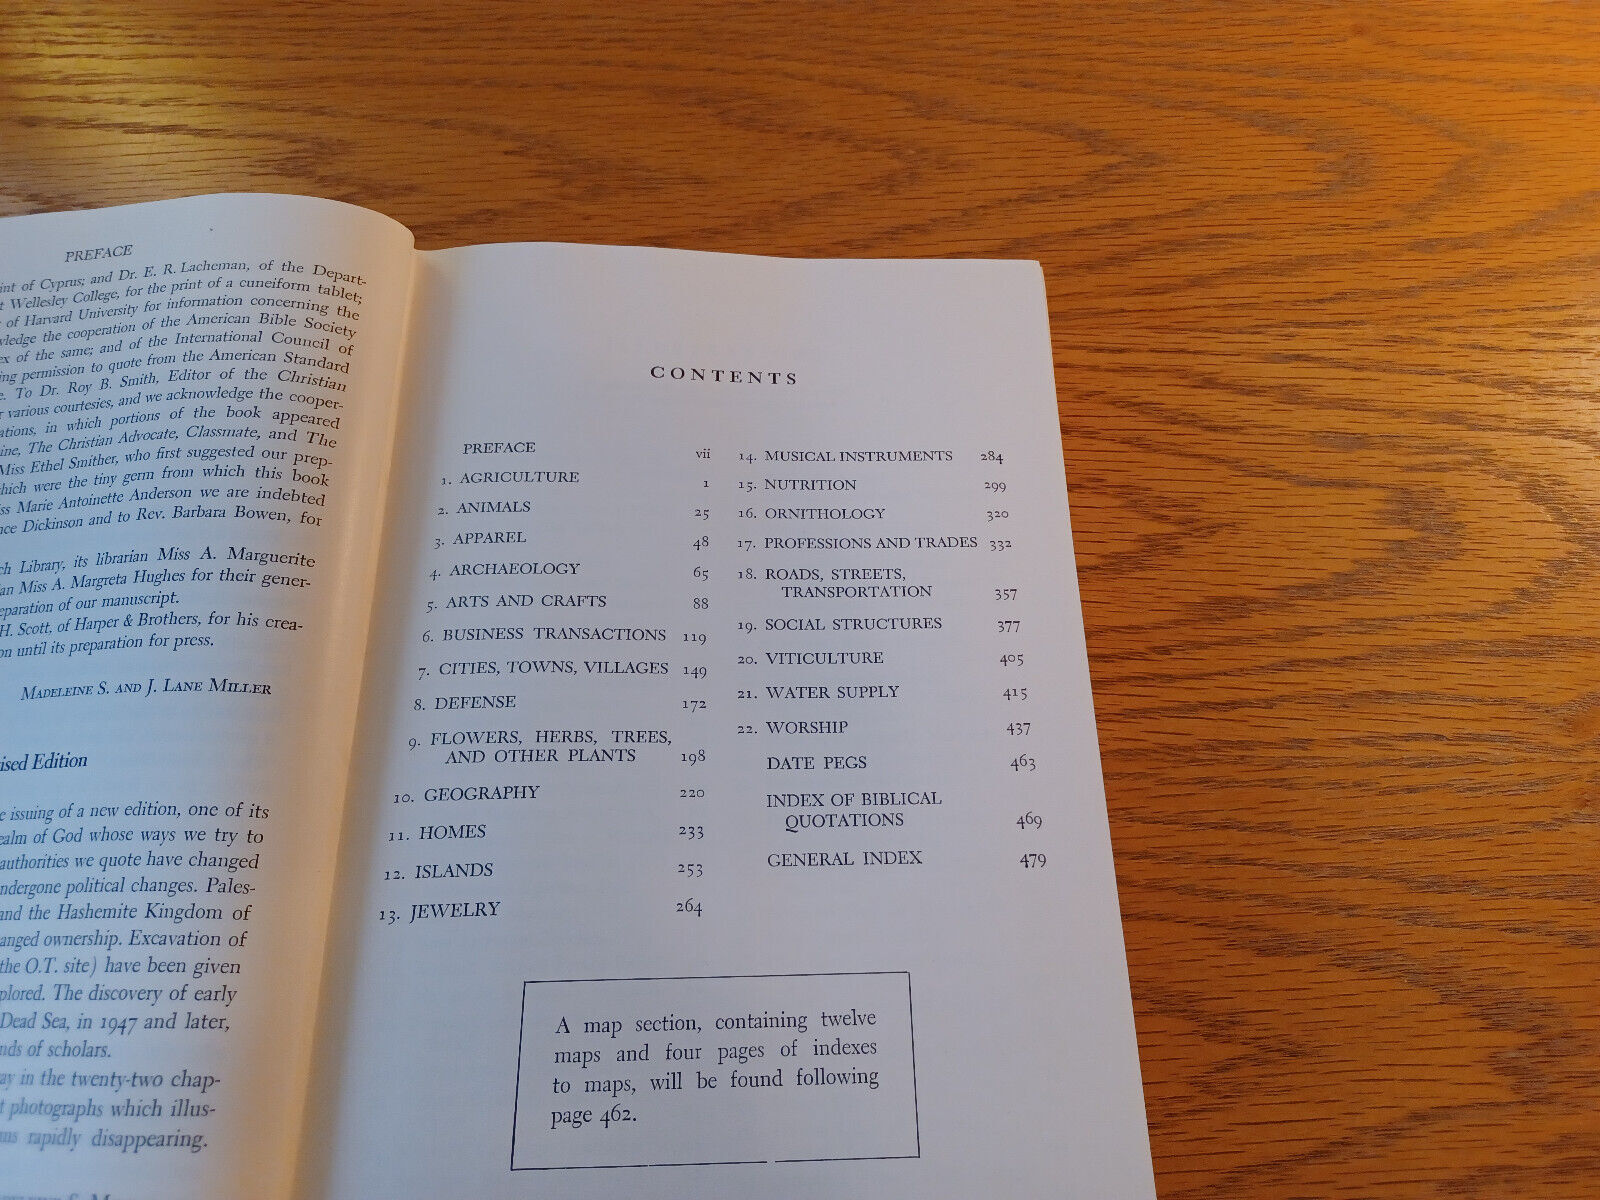 PREFACE
int of Cyprus; and Dr. E. R. Lacheman, of the Depart-
t Wellesley College, for the print of a cuneiform tablet;
of Harvard University for information concerning the
wledge the cooperation of the American Bible Society
ex of the same; and of the International Council of
ing permission to quote from the American Standard
e. To Dr. Roy B. Smith, Editor of the Christian
r various courtesies, and we acknowledge the cooper-
ations, in which portions of the book appeared
ine, The Christian Advocate, Classmate, and The
Miss Ethel Smither, who first suggested our prep-
which were the tiny germ from which this book
ss Marie Antoinette Anderson we are indebted
nce Dickinson and to Rev. Barbara Bowen, for
ch Library, its librarian Miss A. Marguerite
ian Miss A. Margreta Hughes for their gener-
eparation of our manuscript.
H. Scott, of Harper & Brothers, for his crea-
on until its preparation for press.
MADELEINE S. AND J. LANE MILLER
ised Edition
e issuing of a new edition, one of its
ealm of God whose ways we try to
authorities we quote have changed
ndergone political changes. Pales-
and the Hashemite Kingdom of
anged ownership. Excavation of
the O.T. site) have been given
plored. The discovery of early
Dead Sea, in 1947 and later,
nds of scholars.
ay in the twenty-two chap-
t photographs which illus-
ms rapidly disappearing.
CONTENTS
PREFACE vii
1. AGRICULTURE 1
2. ANIMALS 25
3. APPAREL 48
4. ARCHAEOLOGY 65
5. ARTS AND CRAFTS 88
6. BUSINESS TRANSACTIONS 119
7. CITIES, TOWNS, VILLAGES 149
8. DEFENSE 172
9. FLOWERS, HERBS, TREES,
AND OTHER PLANTS 198
10. GEOGRAPHY 220
11. HOMES 233
12. ISLANDS 253
13. JEWELRY 264
14. MUSICAL INSTRUMENTS 284
15. NUTRITION 299
16. ORNITHOLOGY 320
17. PROFESSIONS AND TRADES 332
18. ROADS, STREETS,
TRANSPORTATION 357
19. SOCIAL STRUCTURES 377
20. VITICULTURE 405
21. WATER SUPPLY 415
22. WORSHIP 437
DATE PEGS 463
INDEX OF BIBLICAL
QUOTATIONS 469
GENERAL INDEX 479
A map section, containing twelve
maps and four pages of indexes
to maps, will be found following
page 462.